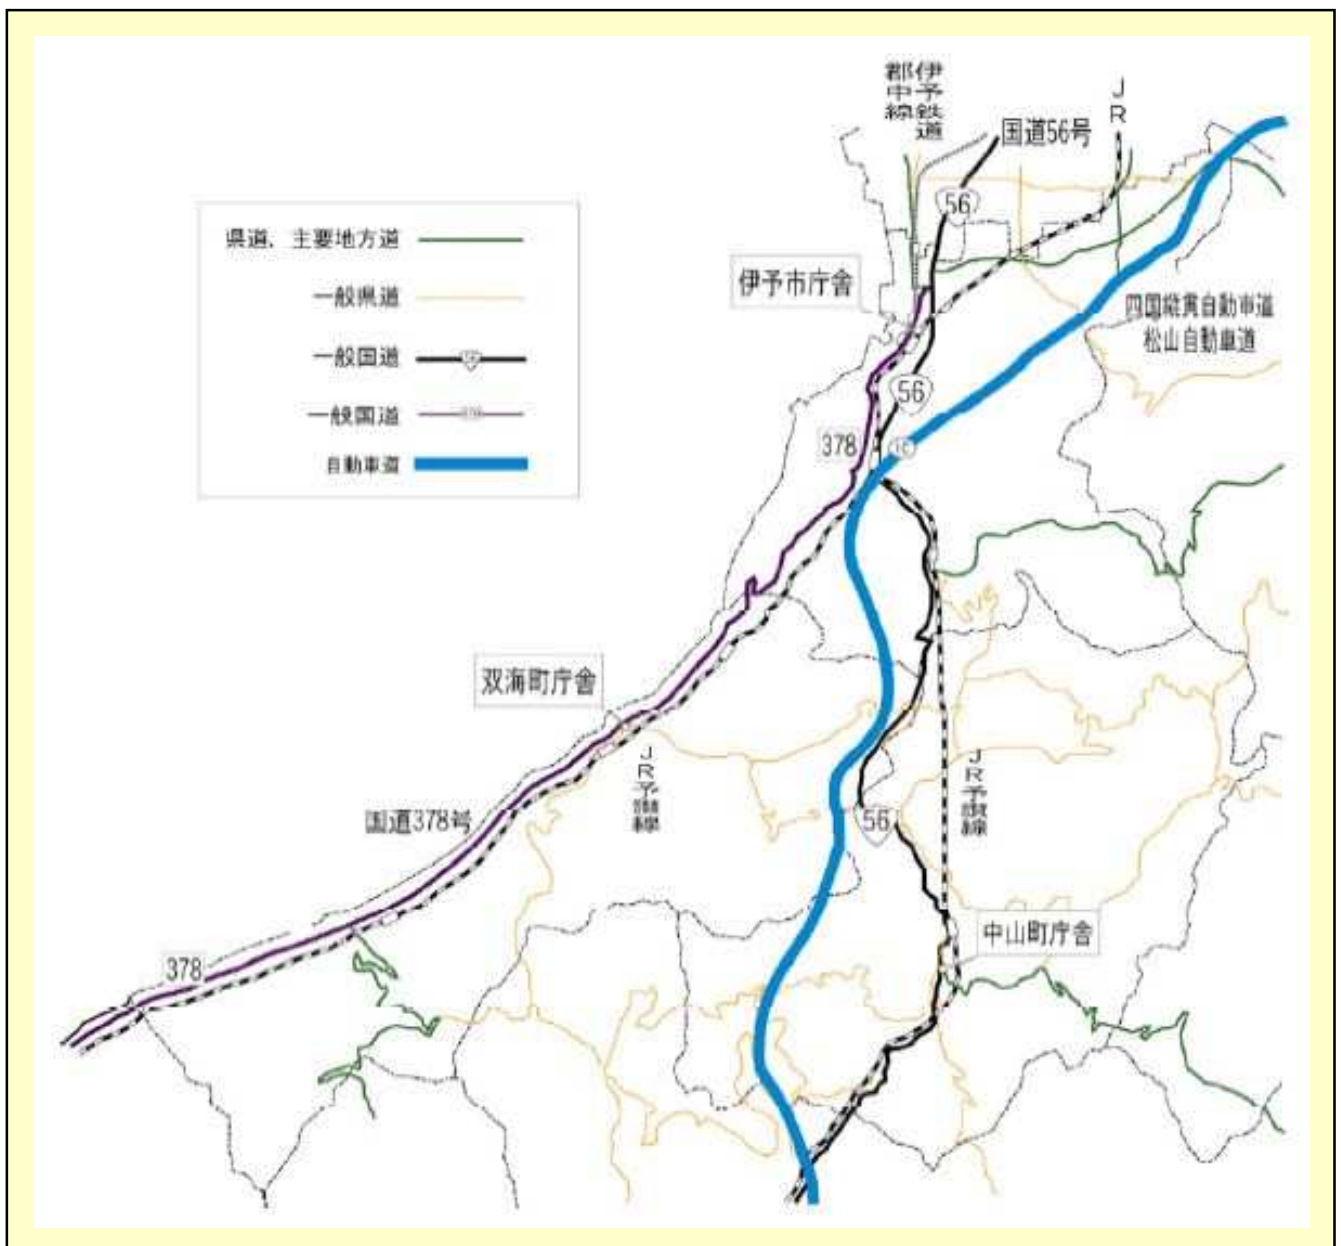 伊予鉄道
郡中線
JR
国道56号
56
県道、主要地方道
一般県道
一般国道
一般国道
自動車道
伊予市庁舎
四国縦貫自動車道
松山自動車道
56
378
IC
双海町庁舎
JR予讃線
JR予讃線
国道378号
56
中山町庁舎
378